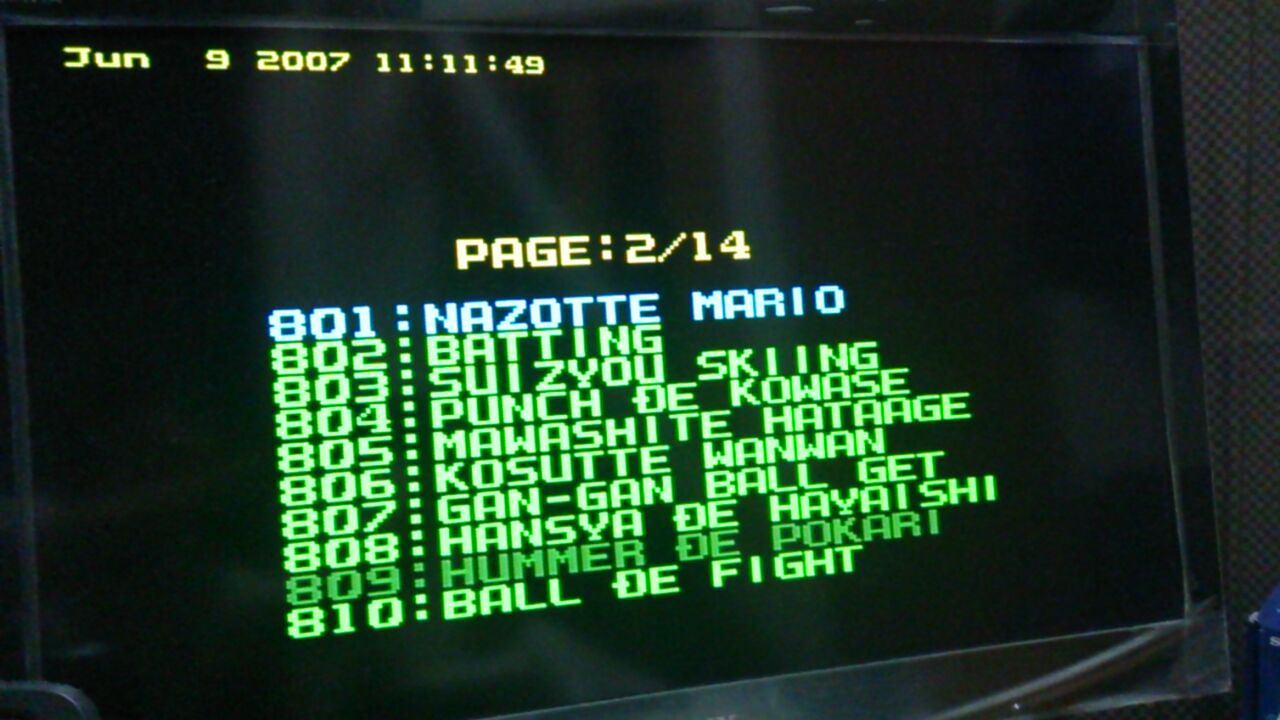 Jun 9 2007 11:11:49
PAGE:2/14
801:NAZOTTE MARIO
802:BATTING
803:SUIZYOU SKIING
804:PUNCH DE KOWASE
805:MAWASHITE HATAAGE
806:KOSUTTE WANWAN
807:GAN-GAN BALL GET
808:HANSYA DE HAYAISHI
809:HUMMER DE POKARI
810:BALL DE FIGHT